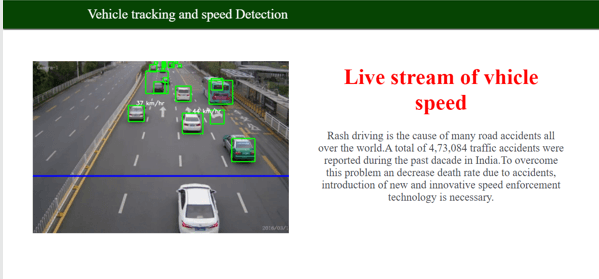 Vehicle tracking and speed Detection
37 km/hr
44 km/hr
Live stream of vhicle
speed
Rash driving is the cause of many road accidents all
over the world.A total of 4,73,084 traffic accidents were
reported during the past dacade in India.To overcome
this problem an decrease death rate due to accidents,
introduction of new and innovative speed enforcement
technology is necessary.